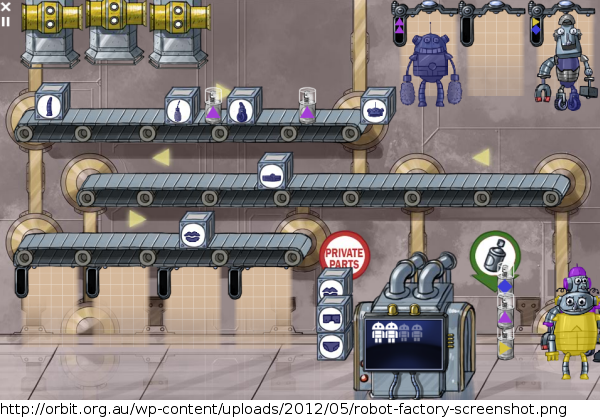 PRIVATE
PARTS
http://orbit.org.au/wp-content/uploads/2012/05/robot-factory-screenshot.png